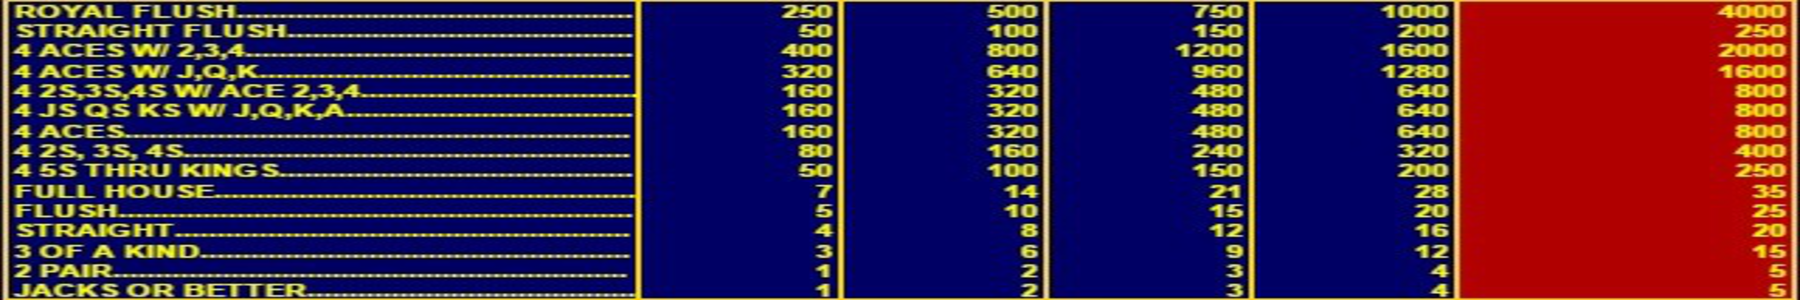 ROYAL FLUSH 250 500 750 1000 4000
STRAIGHT FLUSH 50 100 150 200 250
4 ACES W/ 2,3,4 400 800 1200 1600 2000
4 ACES W/ J,Q,K 320 640 960 1280 1600
4 2S,3S,4S W/ ACE 2,3,4 160 320 480 640 800
4 JS QS KS W/ J,Q,K,A 160 320 480 640 800
4 ACES 160 320 480 640 800
4 2S, 3S, 4S 80 160 240 320 400
4 5S THRU KINGS 50 100 150 200 250
FULL HOUSE 7 14 21 28 35
FLUSH 5 10 15 20 25
STRAIGHT 4 8 12 16 20
3 OF A KIND 3 6 9 12 15
2 PAIR 1 2 3 4 5
JACKS OR BETTER 1 2 3 4 5